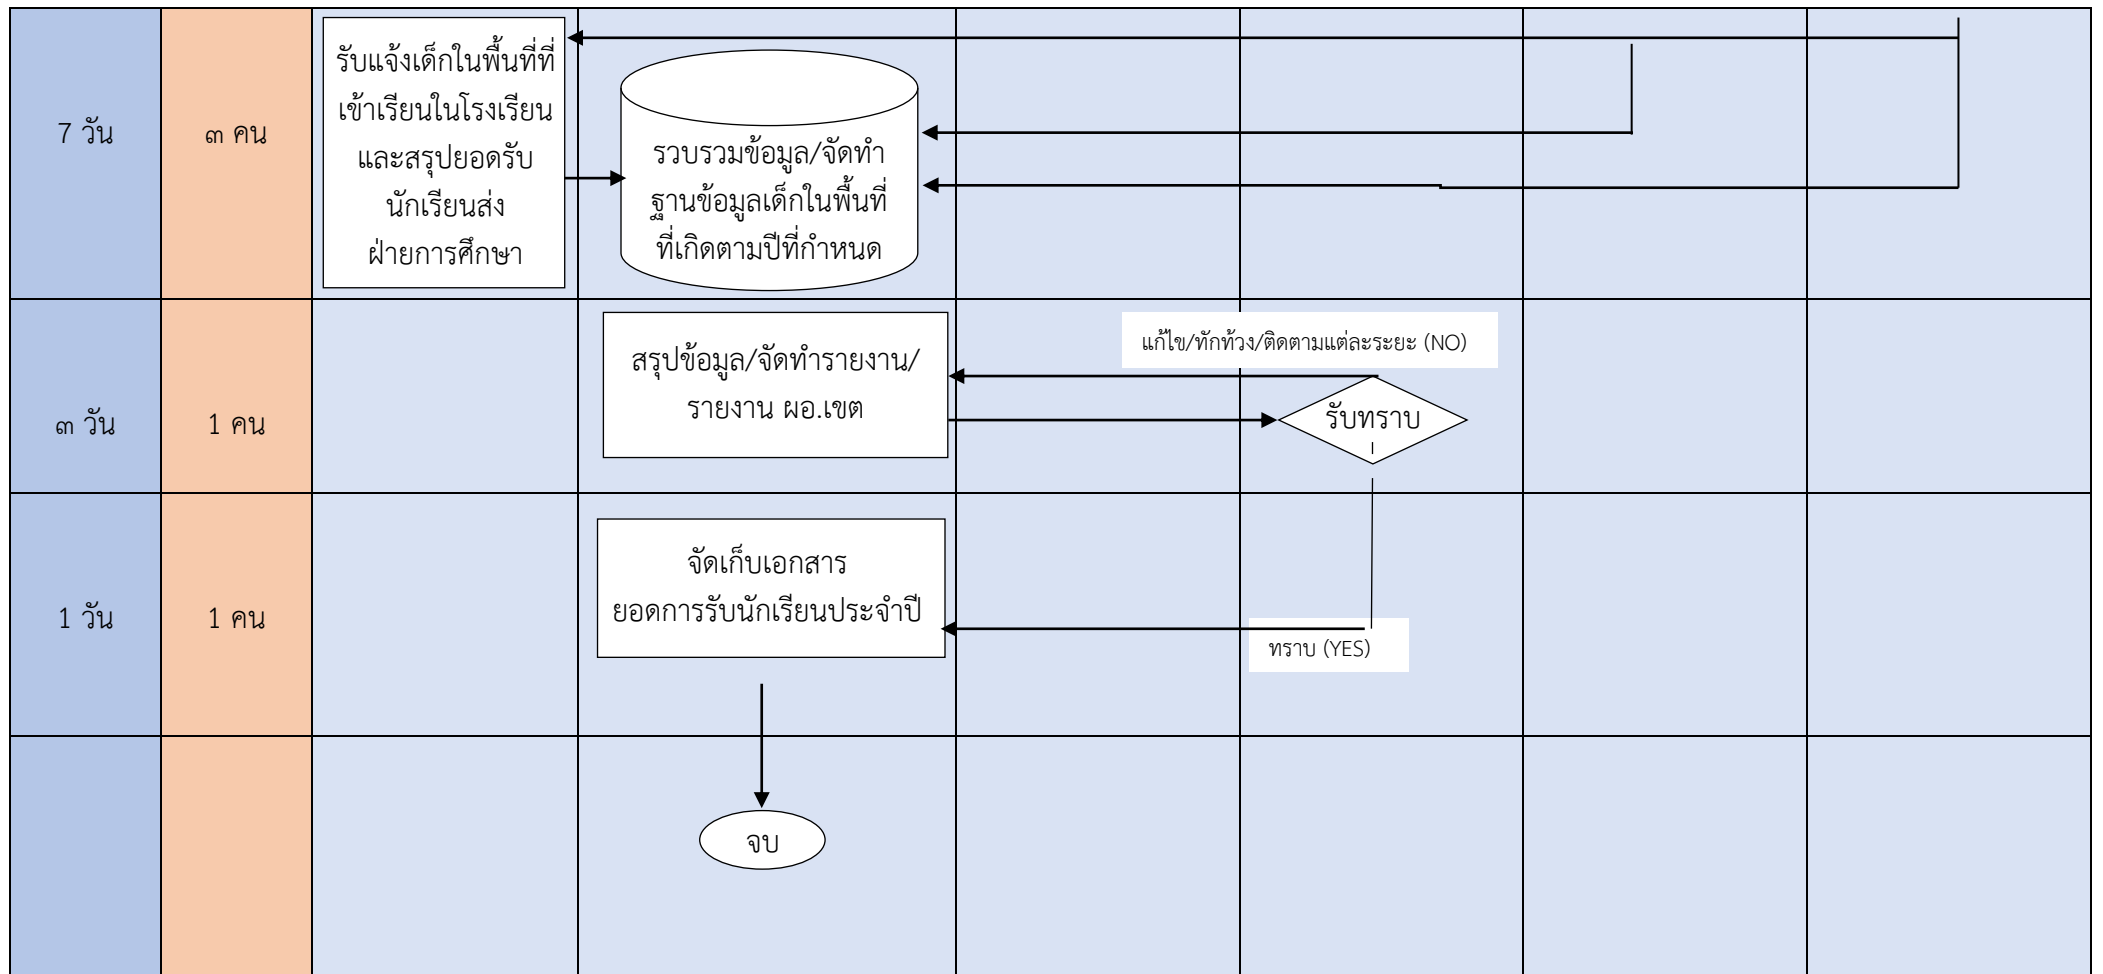 7 วัน
๓ คน
รับแจ้งเด็กในพื้นที่ที่
เข้าเรียนในโรงเรียน
และสรุปยอดรับ
นักเรียนส่ง
ฝ่ายการศึกษา
รวบรวมข้อมูล/จัดทำ
ฐานข้อมูลเด็กในพื้นที่
ที่เกิดตามปีที่กำหนด
๓ วัน
1 คน
สรุปข้อมูล/จัดทำรายงาน/
รายงาน ผอ.เขต
แก้ไข/ทักท้วง/ติดตามแต่ละระยะ (NO)
รับทราบ
1 วัน
1 คน
จัดเก็บเอกสาร
ยอดการรับนักเรียนประจำปี
ทราบ (YES)
จบ